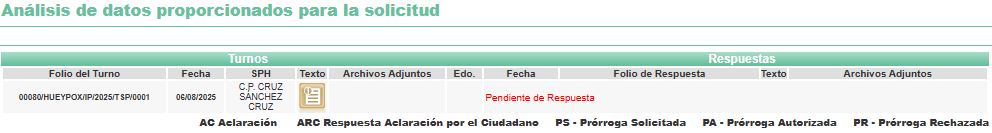 Análisis de datos proporcionados para la solicitud
Turnos Respuestas
Folio del Turno Fecha SPH Texto Archivos Adjuntos Edo. Fecha Folio de Respuesta Texto Archivos Adjuntos
00080/HUEYPOX/IP/2025/TSP/0001 06/08/2025 C.P. CRUZ SÁNCHEZ CRUZ Pendiente de Respuesta
AC Aclaración ARC Respuesta Aclaración por el Ciudadano PS - Prórroga Solicitada PA - Prórroga Autorizada PR - Prórroga Rechazada